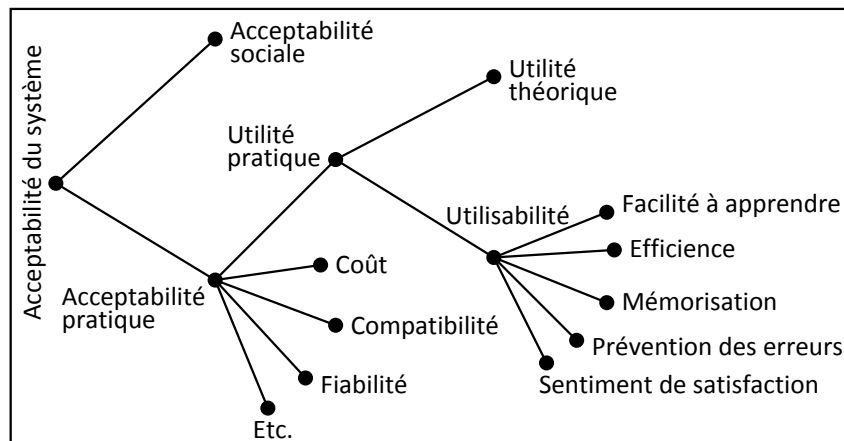 Acceptabilité du système
Acceptabilité
sociale
Utilité
théorique
Utilité
pratique
Utilisabilité
Facilité à apprendre
Efficience
Mémorisation
Prévention des erreurs
Sentiment de satisfaction
Acceptabilité
pratique
Coût
Compatibilité
Fiabilité
Etc.